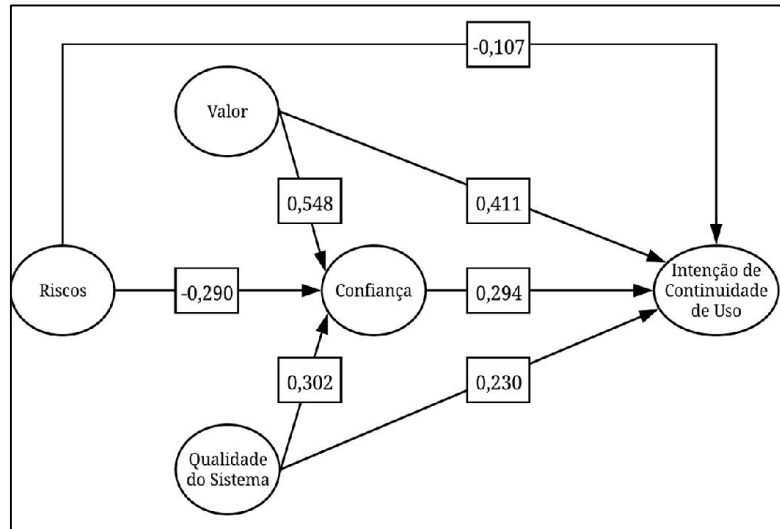 -0,107
Valor
0,548
0,411
Riscos
-0,290
Confiança
0,294
Intenção de
Continuidade
de Uso
0,302
0,230
Qualidade
do Sistema